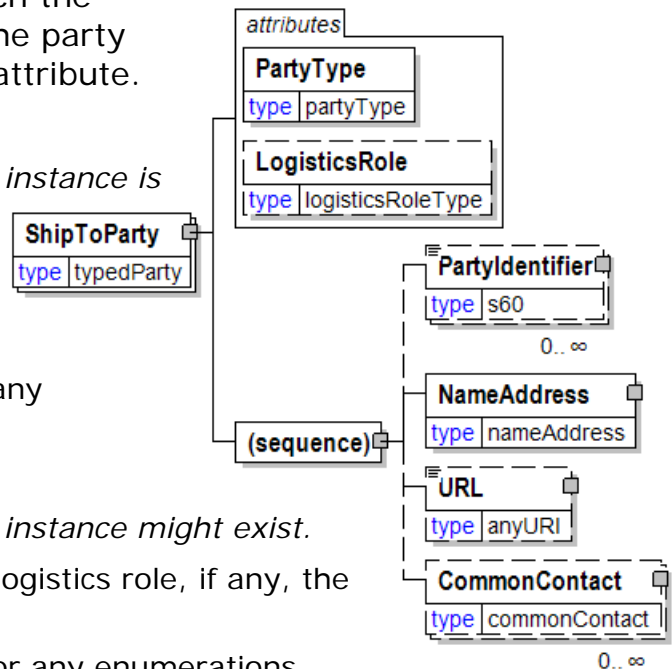 en the
ne party
attribute.
instance is
any
instance might exist.
ogistics role, if any, the
or any enumerations
attributes
PartyType
type partyType
LogisticsRole
type logisticsRoleType
ShipToParty
type typedParty
(sequence)
PartyIdentifier
type s60
0.. ∞
NameAddress
type nameAddress
URL
type anyURI
CommonContact
type commonContact
0.. ∞